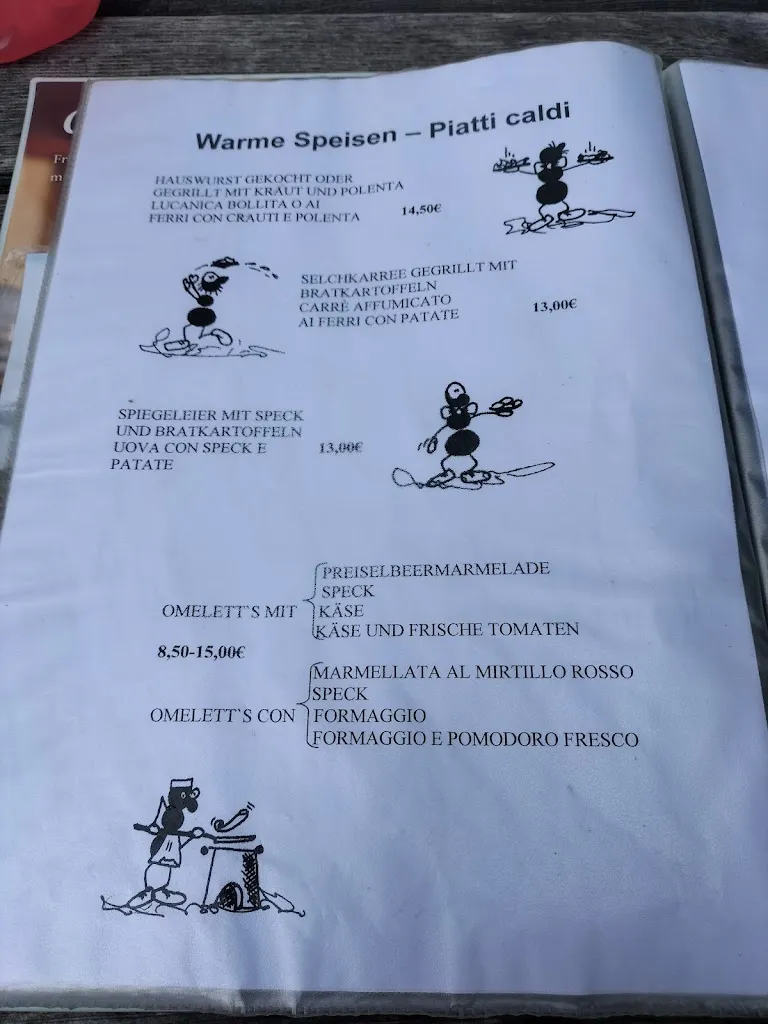 Warme Speisen – Piatti caldi
HAUSWURST GEKOCHT ODER
GEGRILLT MIT KRAUT UND POLENTA
LUCANICA BOLLITA O AI
FERRI CON CRAUTI E POLENTA 14,50€
SELCHKARREE GEGRILLT MIT
BRATKARTOFFELN
CARRÈ AFFUMICATO 13,00€
AI FERRI CON PATATE
SPIEGELEIER MIT SPECK
UND BRATKARTOFFELN
UOVA CON SPECK E 13,00€
PATATE
PREISELBEERMARMELADE
SPECK
OMELETT`S MIT KÄSE
KÄSE UND FRISCHE TOMATEN
8,50-15,00€
MARMELLATA AL MIRTILLO ROSSO
SPECK
OMELETT`S CON FORMAGGIO
FORMAGGIO E POMODORO FRESCO